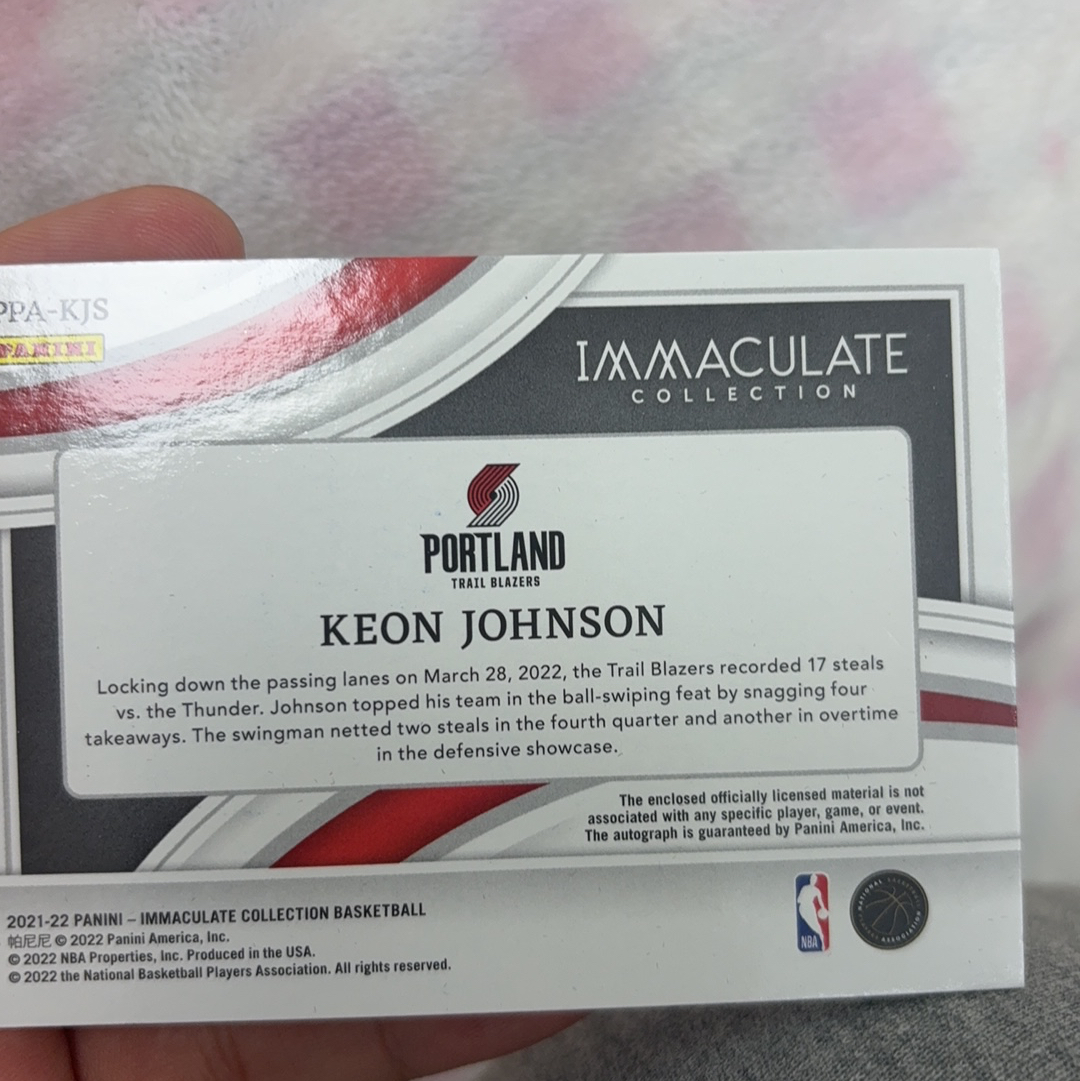 PPA-KJS
PANINI
IMMACULATE
COLLECTION
PORTLAND
TRAIL BLAZERS
KEON JOHNSON
Locking down the passing lanes on March 28, 2022, the Trail Blazers recorded 17 steals
vs. the Thunder. Johnson topped his team in the ball-swiping feat by snagging four
takeaways. The swingman netted two steals in the fourth quarter and another in overtime
in the defensive showcase.
The enclosed officially licensed material is not
associated with any specific player, game, or event.
The autograph is guaranteed by Panini America, Inc.
2021-22 PANINI – IMMACULATE COLLECTION BASKETBALL
帕尼尼 © 2022 Panini America, Inc.
© 2022 NBA Properties, Inc. Produced in the USA.
© 2022 the National Basketball Players Association. All rights reserved.
NBA
NATIONAL BASKETBALL PLAYERS ASSOCIATION